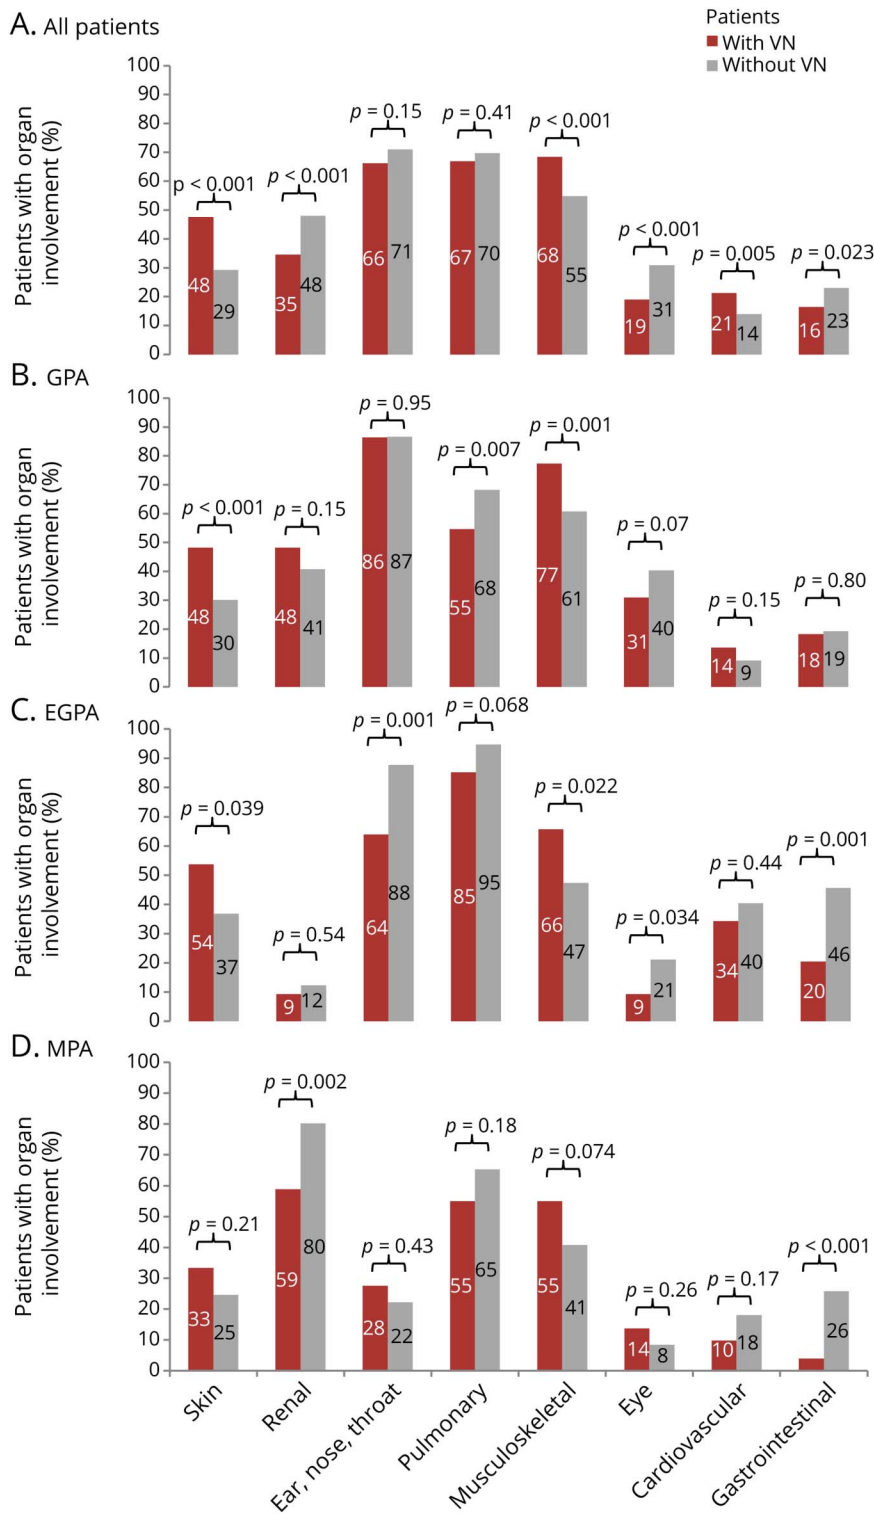 A. All patients
Patients
With VN
Without VN
Patients with organ
involvement (%)
100
90
80
70
60
50
40
30
20
10
0
p < 0.001
p < 0.001
p = 0.15
p = 0.41
p < 0.001
p < 0.001
p = 0.005
p = 0.023
48
29
35
48
66
71
67
70
68
55
19
31
21
14
16
23
B. GPA
Patients with organ
involvement (%)
100
90
80
70
60
50
40
30
20
10
0
p < 0.001
p = 0.15
p = 0.95
p = 0.007
p = 0.001
p = 0.07
p = 0.15
p = 0.80
48
30
48
41
86
87
55
68
77
61
31
40
14
9
18
19
C. EGPA
Patients with organ
involvement (%)
100
90
80
70
60
50
40
30
20
10
0
p = 0.039
p = 0.54
p = 0.001
p = 0.068
p = 0.022
p = 0.034
p = 0.44
p = 0.001
54
37
9
12
64
88
85
95
66
47
9
21
34
40
20
46
D. MPA
Patients with organ
involvement (%)
100
90
80
70
60
50
40
30
20
10
0
p = 0.21
p = 0.002
p = 0.43
p = 0.18
p = 0.074
p = 0.26
p = 0.17
p < 0.001
33
25
59
80
28
22
55
65
55
41
14
8
10
18
26
Skin
Renal
Ear, nose, throat
Pulmonary
Musculoskeletal
Eye
Cardiovascular
Gastrointestinal